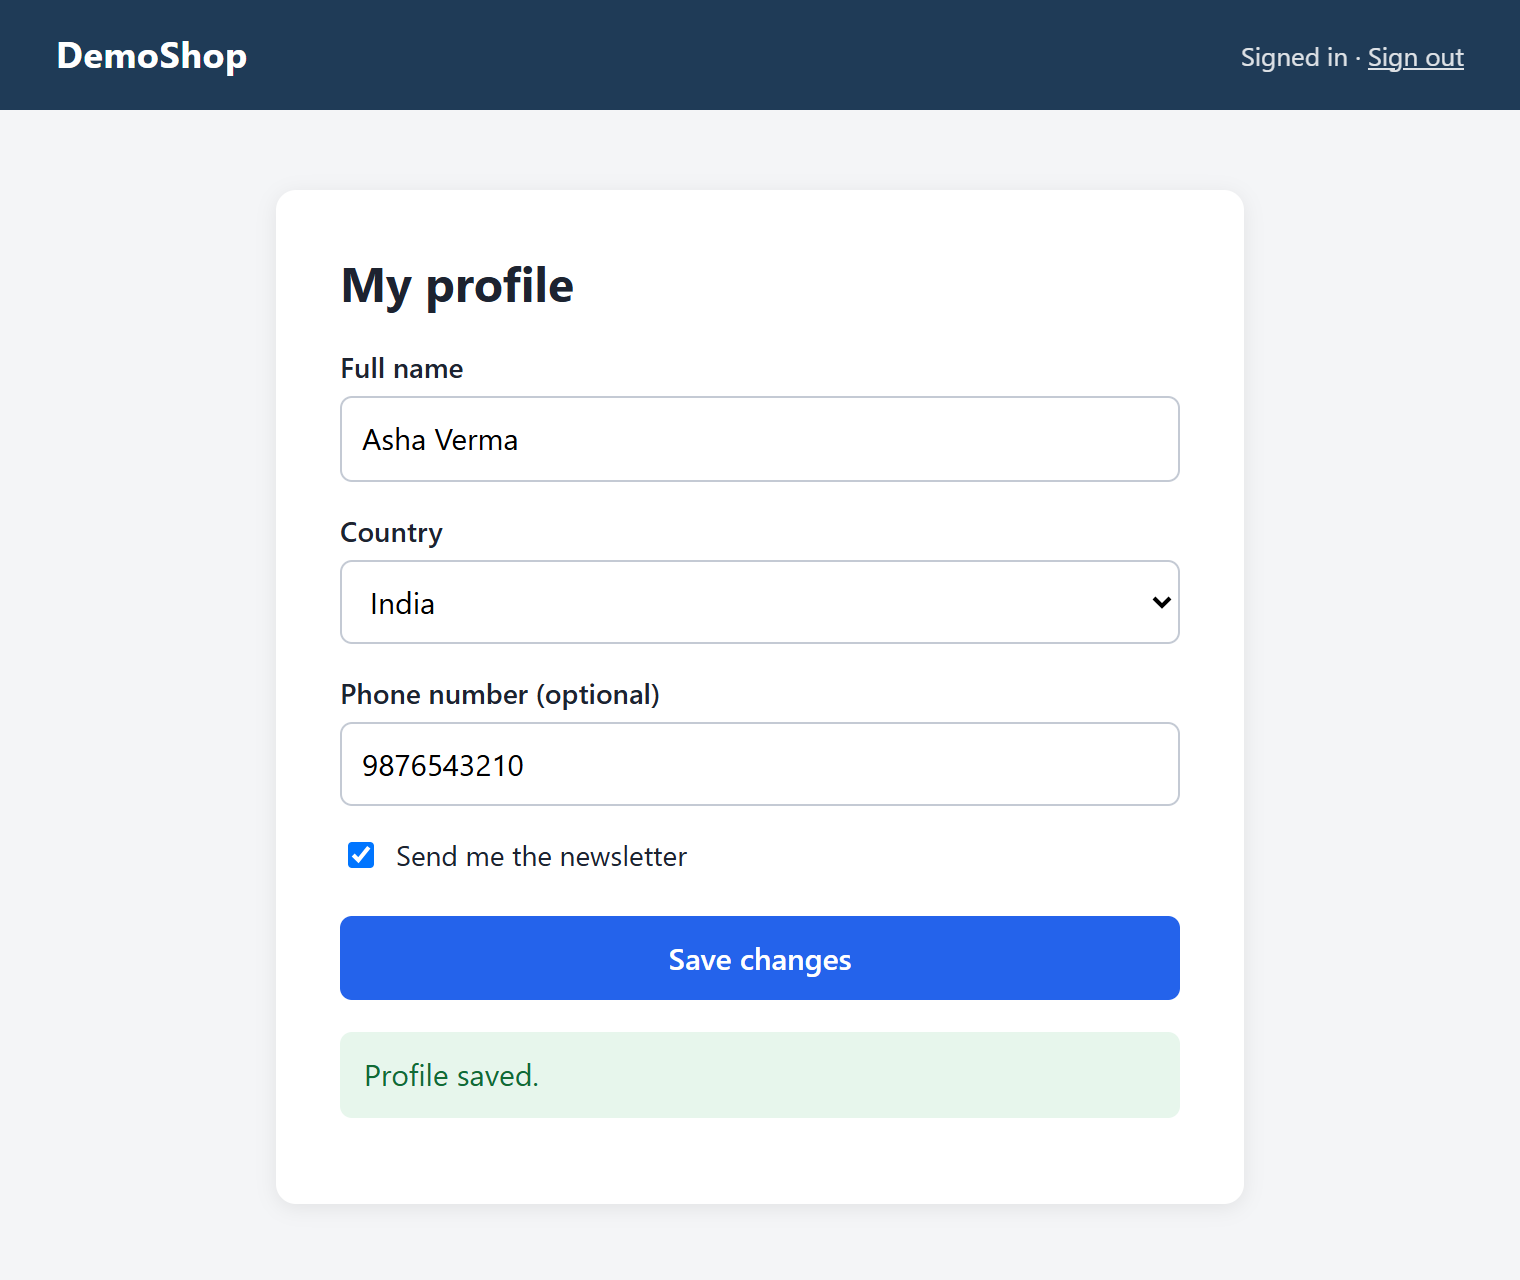 DemoShop
Signed in · Sign out
My profile
Full name
Asha Verma
Country
India
Phone number (optional)
9876543210
Send me the newsletter
Save changes
Profile saved.